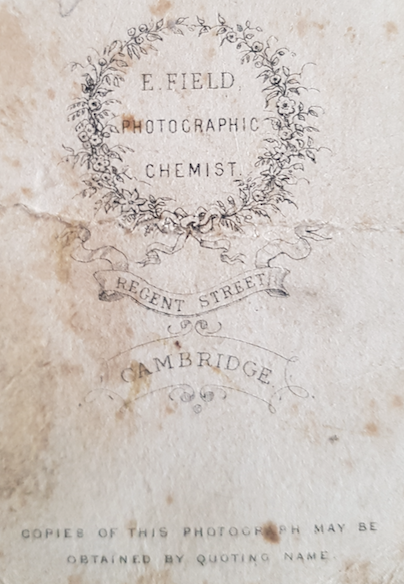 E. FIELD
PHOTOGRAPHIC
CHEMIST.
REGENT STREET
CAMBRIDGE.
COPIES OF THIS PHOTOGRAPH MAY BE
OBTAINED BY QUOTING NAME.